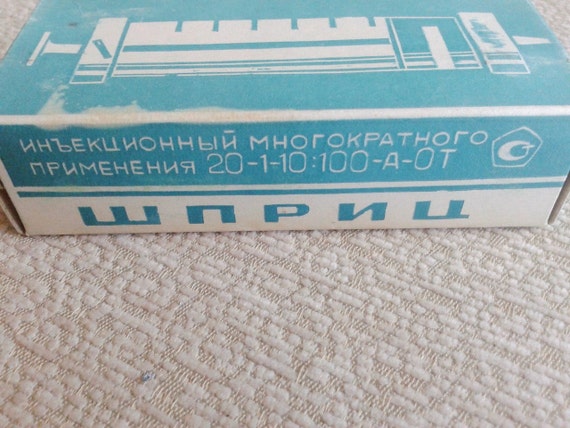 ИНЪЕКЦИОННЫЙ МНОГОКРАТНОГО
ПРИМЕНЕНИЯ 20-1-10:100-А-ОТ
ШПРИЦ